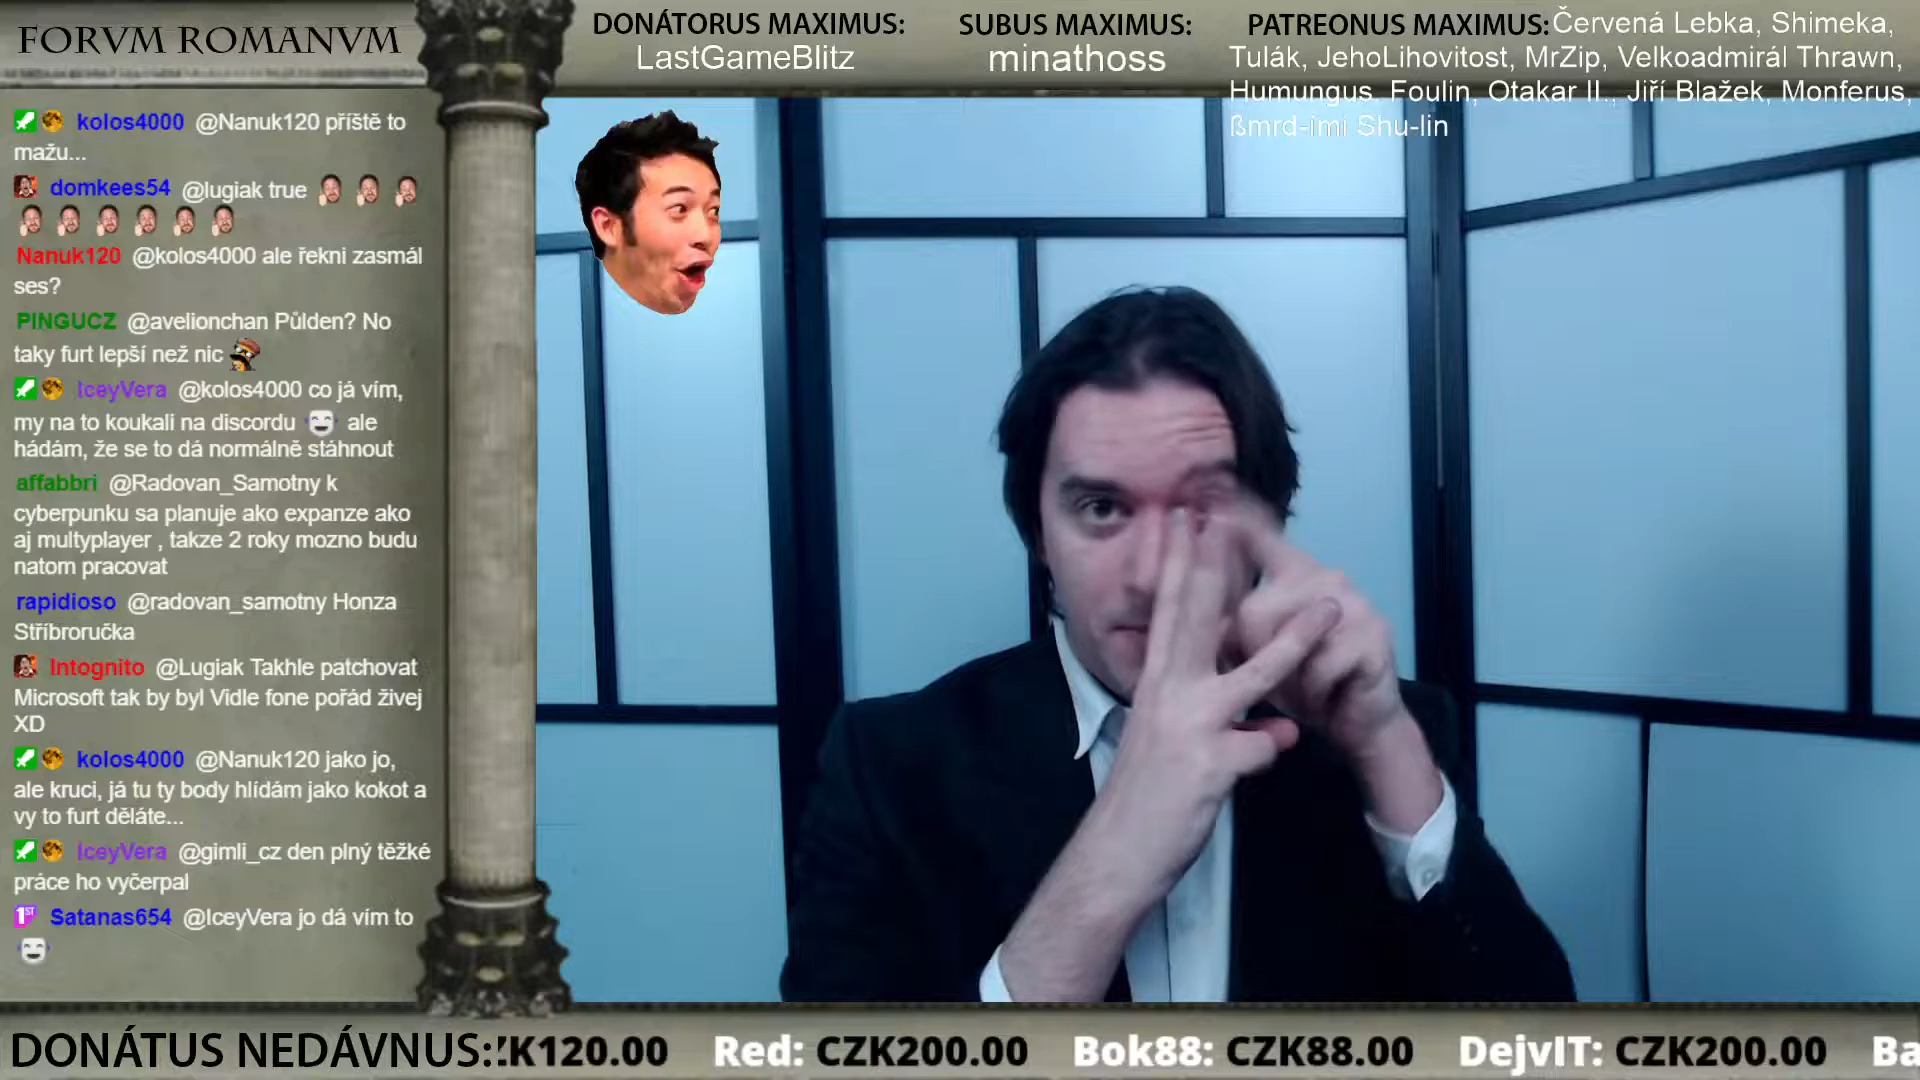 FORVM ROMANVM
DONÁTORUS MAXIMUS:
LastGameBlitz
SUBUS MAXIMUS:
minathoss
PATREONUS MAXIMUS: Červená Lebka, Shimeka,
Tulák, JehoLihovitost, MrZip, Velkoadmirál Thrawn,
Humungus, Foulin, Otakar II., Jiří Blažek, Monferus,
ßmrd-ími Shu-lin
kolos4000 @Nanuk120 příště to
mažu...
domkees54 @lugiak true
Nanuk120 @kolos4000 ale řekni zasmál
ses?
PINGUCZ @avelionchan Půlden? No
taky furt lepší než nic
IceyVera @kolos4000 co já vím,
my na to koukali na discordu ale
hádám, že se to dá normálně stáhnout
affabbri @Radovan_Samotny k
cyberpunku sa planuje ako expanze ako
aj multyplayer , takze 2 roky mozno budu
natom pracovat
rapidioso @radovan_samotny Honza
Stříbroručka
Intognito @Lugiak Takhle patchovat
Microsoft tak by byl Vidle fone pořád živej
XD
kolos4000 @Nanuk120 jako jo,
ale kruci, já tu ty body hlídám jako kokot a
vy to furt děláte...
IceyVera @gimli_cz den plný těžké
práce ho vyčerpal
1ST Satanas654 @IceyVera jo dá vím to
DONÁTUS NEDÁVNUS: K120.00 Red: CZK200.00 Bok88: CZK88.00 DejvIT: CZK200.00 Ba